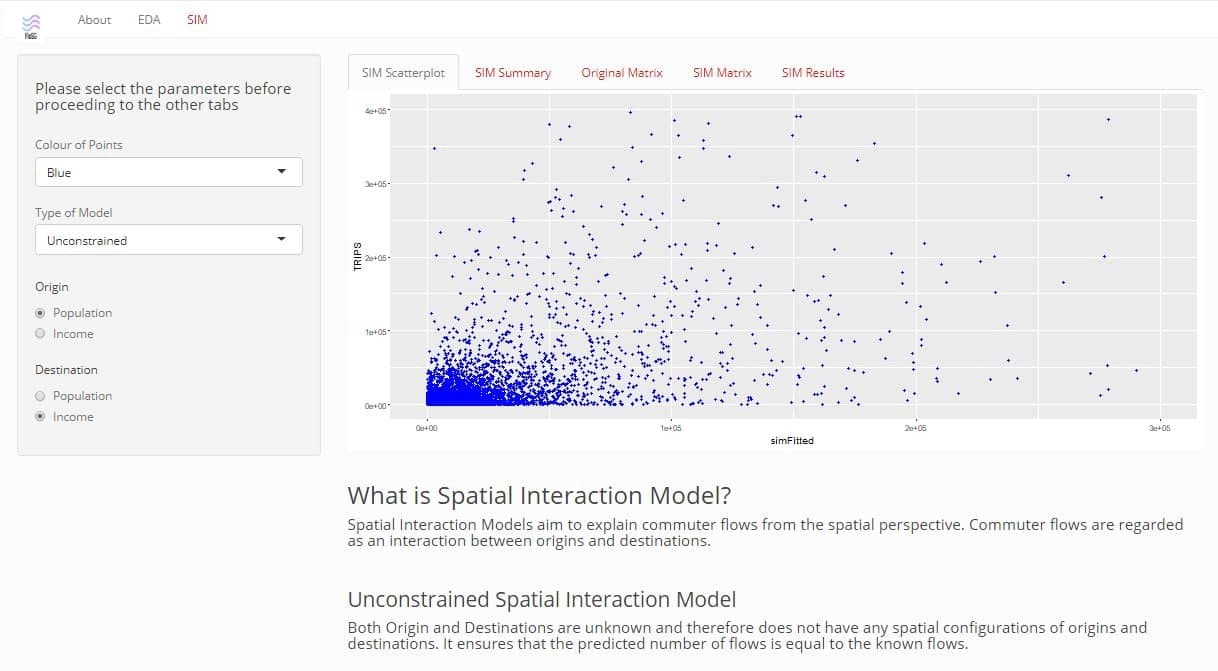 About EDA SIM
Please select the parameters before
proceeding to the other tabs
Colour of Points
Blue
Type of Model
Unconstrained
Origin
Population
Income
Destination
Population
Income
SIM Scatterplot SIM Summary Original Matrix SIM Matrix SIM Results
4e+05
3e+05
2e+05
1e+05
0e+00
TRIPS
0e+00 1e+05 2e+05 3e+05
simFitted
What is Spatial Interaction Model?
Spatial Interaction Models aim to explain commuter flows from the spatial perspective. Commuter flows are regarded
as an interaction between origins and destinations.
Unconstrained Spatial Interaction Model
Both Origin and Destinations are unknown and therefore does not have any spatial configurations of origins and
destinations. It ensures that the predicted number of flows is equal to the known flows.